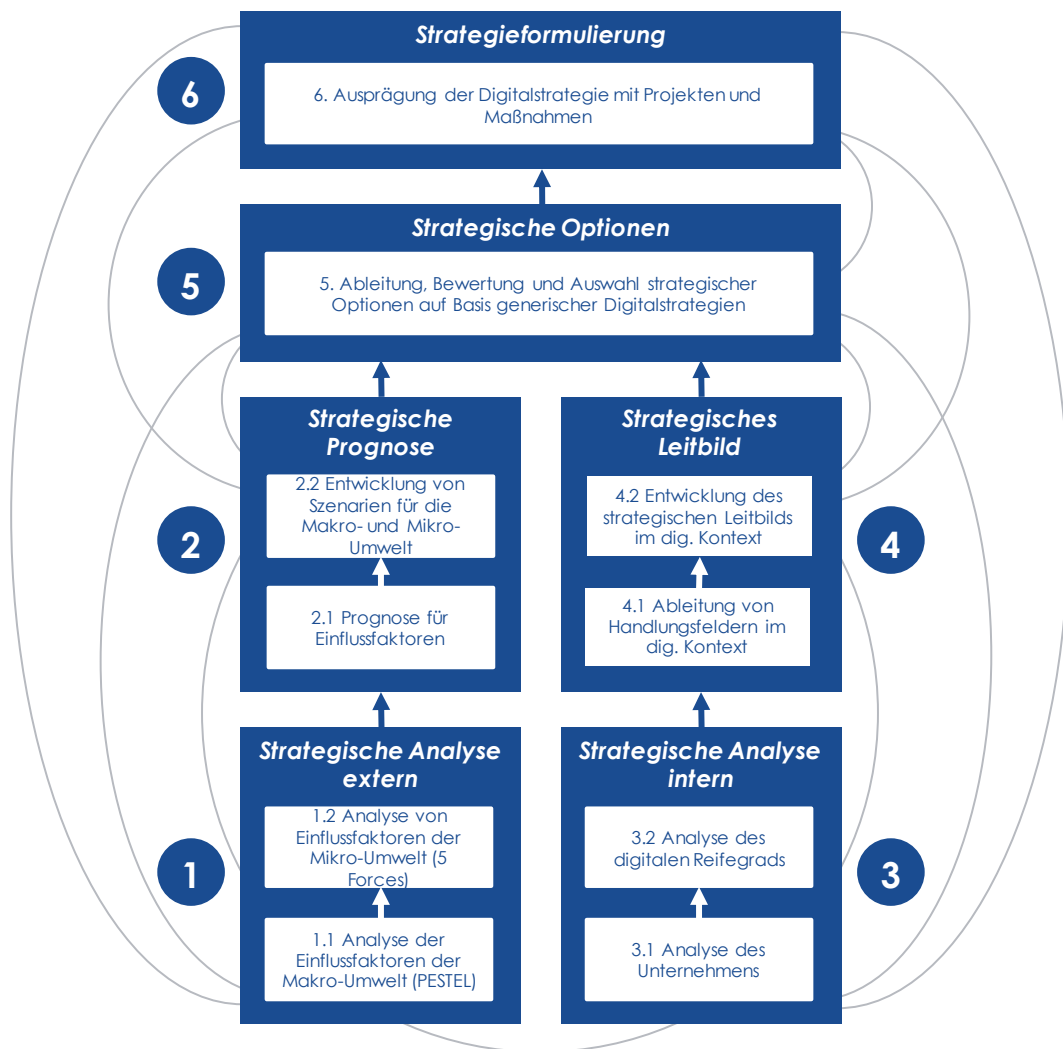 Strategieformulierung
6
6. Ausprägung der Digitalstrategie mit Projekten und
Maßnahmen
Strategische Optionen
5
5. Ableitung, Bewertung und Auswahl strategischer
Optionen auf Basis generischer Digitalstrategien
Strategische
Prognose
2
2.2 Entwicklung von
Szenarien für die
Makro- und Mikro-
Umwelt
2.1 Prognose für
Einflussfaktoren
Strategisches
Leitbild
4.2 Entwicklung des
strategischen Leitbilds
im dig. Kontext
4
4.1 Ableitung von
Handlungsfeldern im
dig. Kontext
Strategische Analyse
extern
1
1.2 Analyse von
Einflussfaktoren der
Mikro-Umwelt (5
Forces)
1.1 Analyse der
Einflussfaktoren der
Makro-Umwelt (PESTEL)
Strategische Analyse
intern
3.2 Analyse des
digitalen Reifegrads
3
3.1 Analyse des
Unternehmens